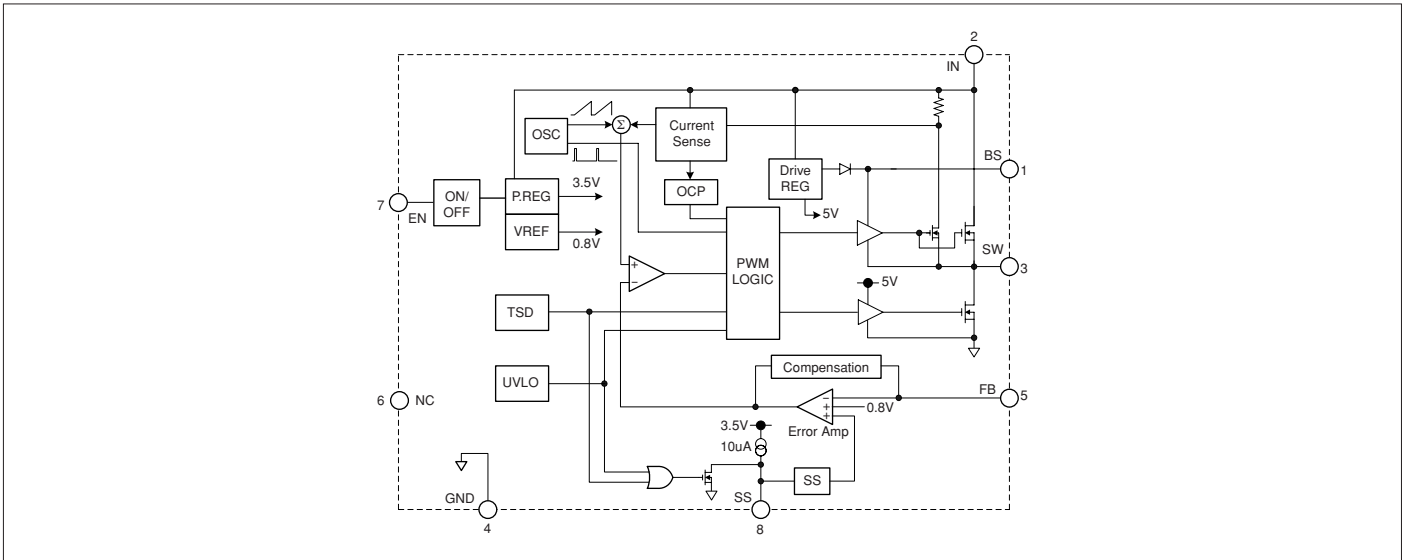 2
IN
OSC
Σ
Current
Sense
BS
1
Drive
REG
OCP
5V
7
EN
ON/
OFF
P.REG
3.5V
VREF
0.8V
SW
3
+
−
PWM
LOGIC
5V
TSD
UVLO
Compensation
FB
5
6
NC
−
+
+
0.8V
Error Amp
3.5V
10uA
SS
GND
4
SS
8